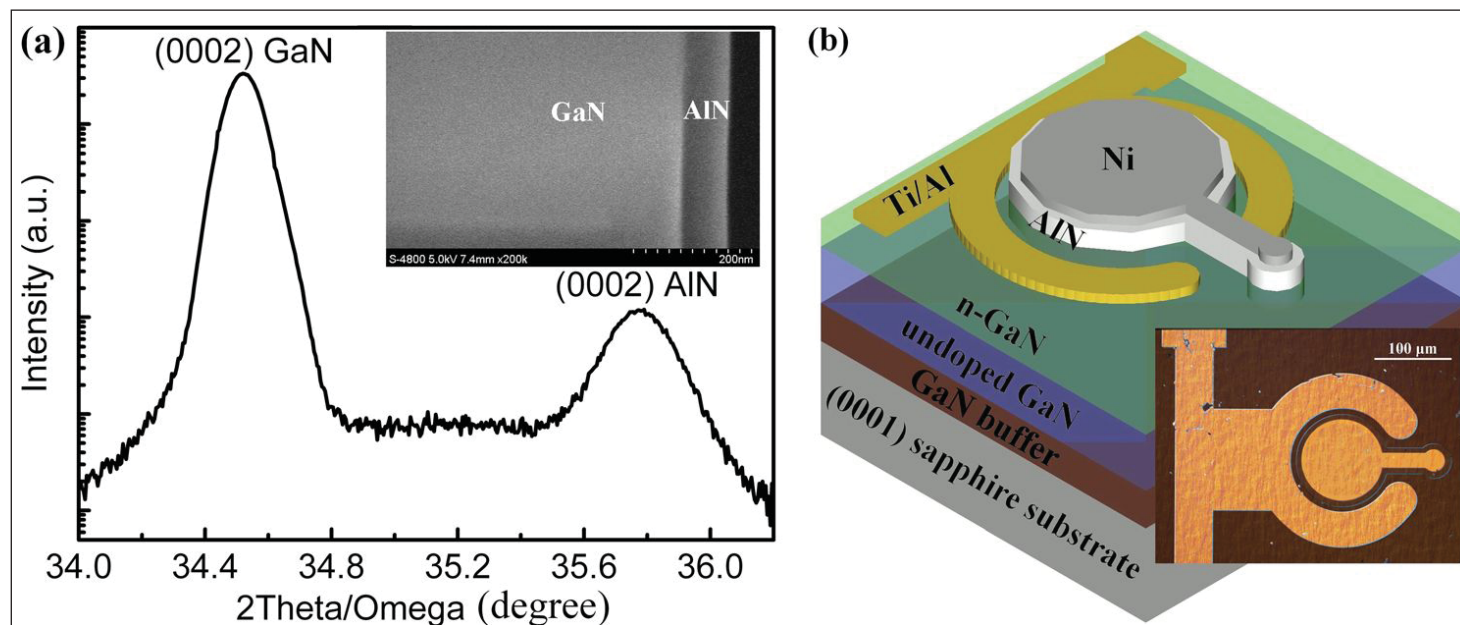 (a)
(0002) GaN
GaN
AlN
S-4800 5.0kV 7.4mm x200k
200nm
(0002) AlN
Intensity (a.u.)
34.0 34.4 34.8 35.2 35.6 36.0
2Theta/Omega (degree)
(b)
Ni
Ti/Al
AlN
n-GaN
undoped GaN
GaN buffer
(0001) sapphire substrate
100 μm